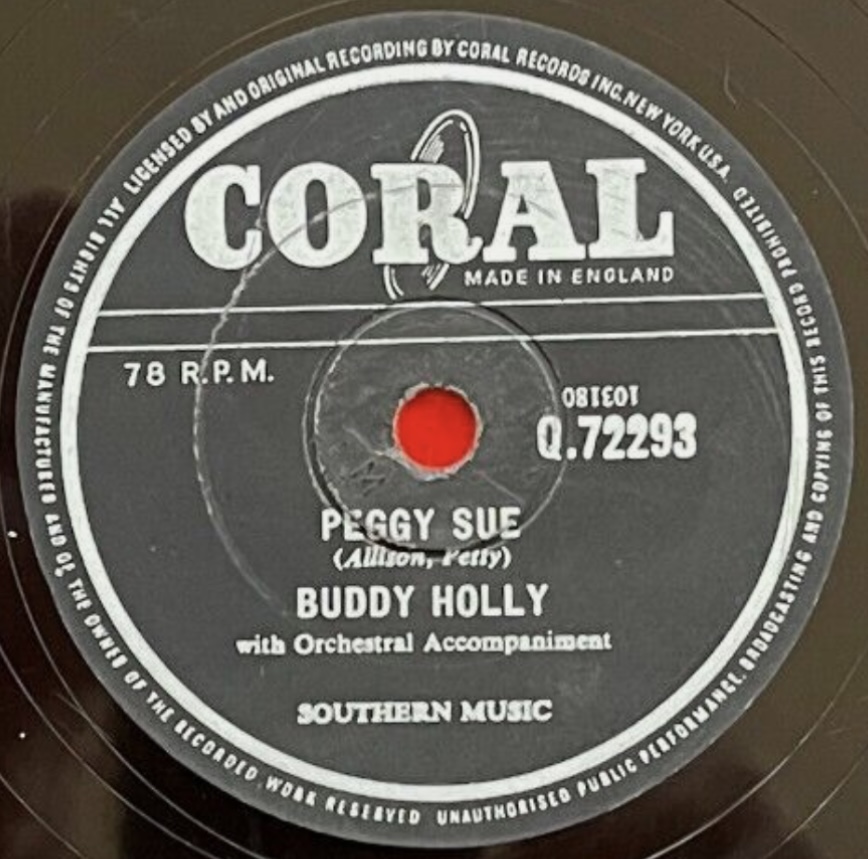 ALL RIGHTS OF THE MANUFACTURER AND OF THE OWNER OF THE RECORDED WORK RESERVED UNAUTHORISED PUBLIC PERFORMANCE, BROADCASTING AND COPYING OF THIS RECORD PROHIBITED
LICENSED BY AND ORIGINAL RECORDING BY CORAL RECORDS INC. NEW YORK U.S.A.
CORAL
MADE IN ENGLAND
78 R.P.M.
103180
Q.72293
PEGGY SUE
(Allison, Petty)
BUDDY HOLLY
with Orchestral Accompaniment
SOUTHERN MUSIC